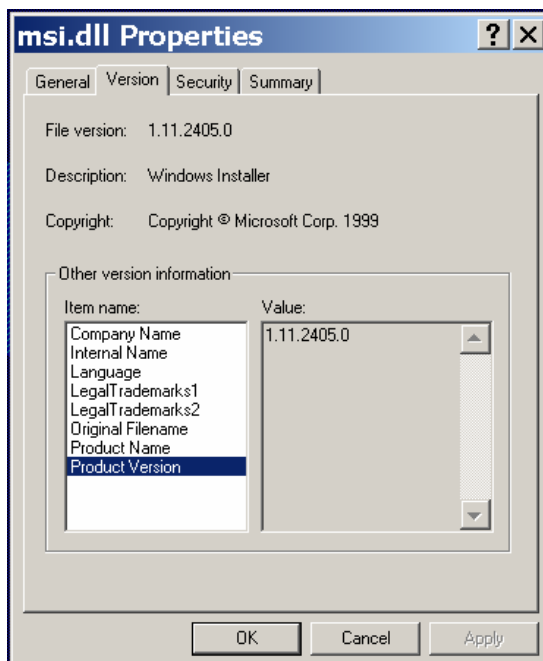 msi.dll Properties
General Version Security Summary
File version: 1.11.2405.0
Description: Windows Installer
Copyright: Copyright © Microsoft Corp. 1999
Other version information
Item name: Value:
Company Name 1.11.2405.0
Internal Name
Language
LegalTrademarks1
LegalTrademarks2
Original Filename
Product Name
Product Version
OK Cancel Apply